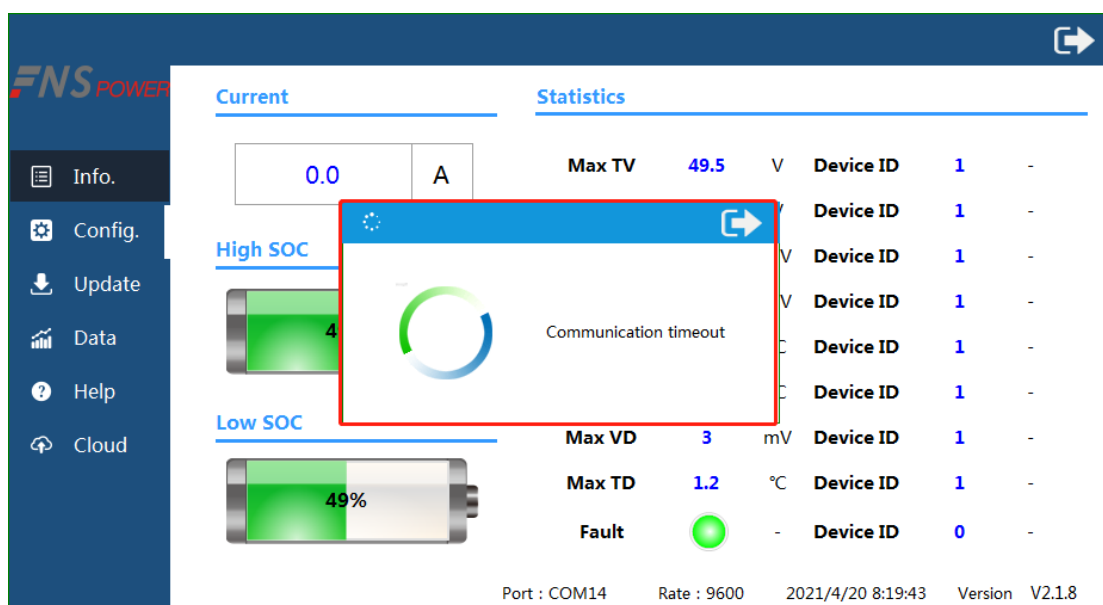 FNS POWER
Info.
Config.
Update
Data
Help
Cloud
Current
0.0 A
High SOC
4
Low SOC
49%
Statistics
Max TV 49.5 V Device ID 1 -
Device ID 1 -
V Device ID 1 -
V Device ID 1 -
Device ID 1 -
Device ID 1 -
Max VD 3 mV Device ID 1 -
Max TD 1.2 ℃ Device ID 1 -
Fault - Device ID 0 -
Communication timeout
Port : COM14 Rate : 9600 2021/4/20 8:19:43 Version V2.1.8